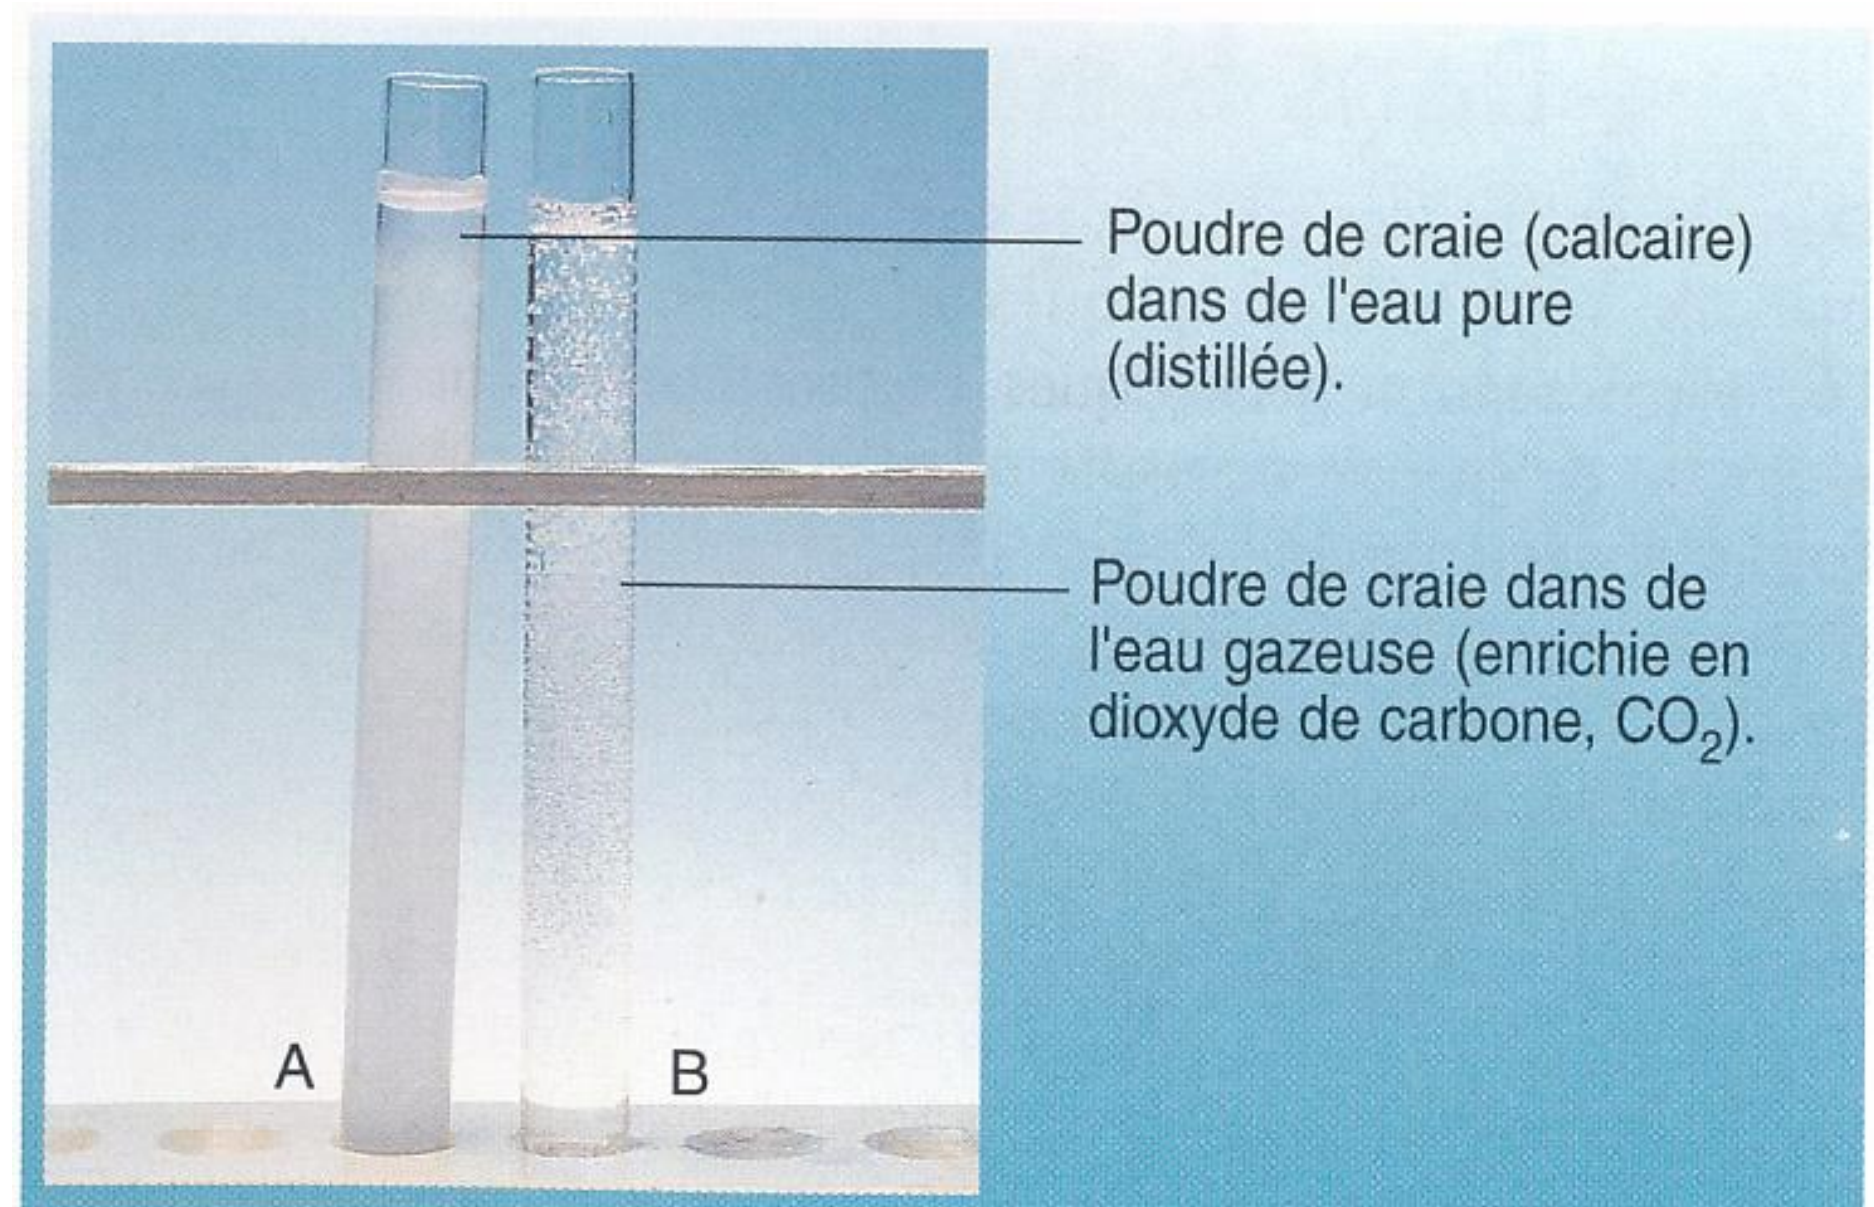 Poudre de craie (calcaire)
dans de l'eau pure
(distillée).
Poudre de craie dans de
l'eau gazeuse (enrichie en
dioxyde de carbone, CO₂).
A
B